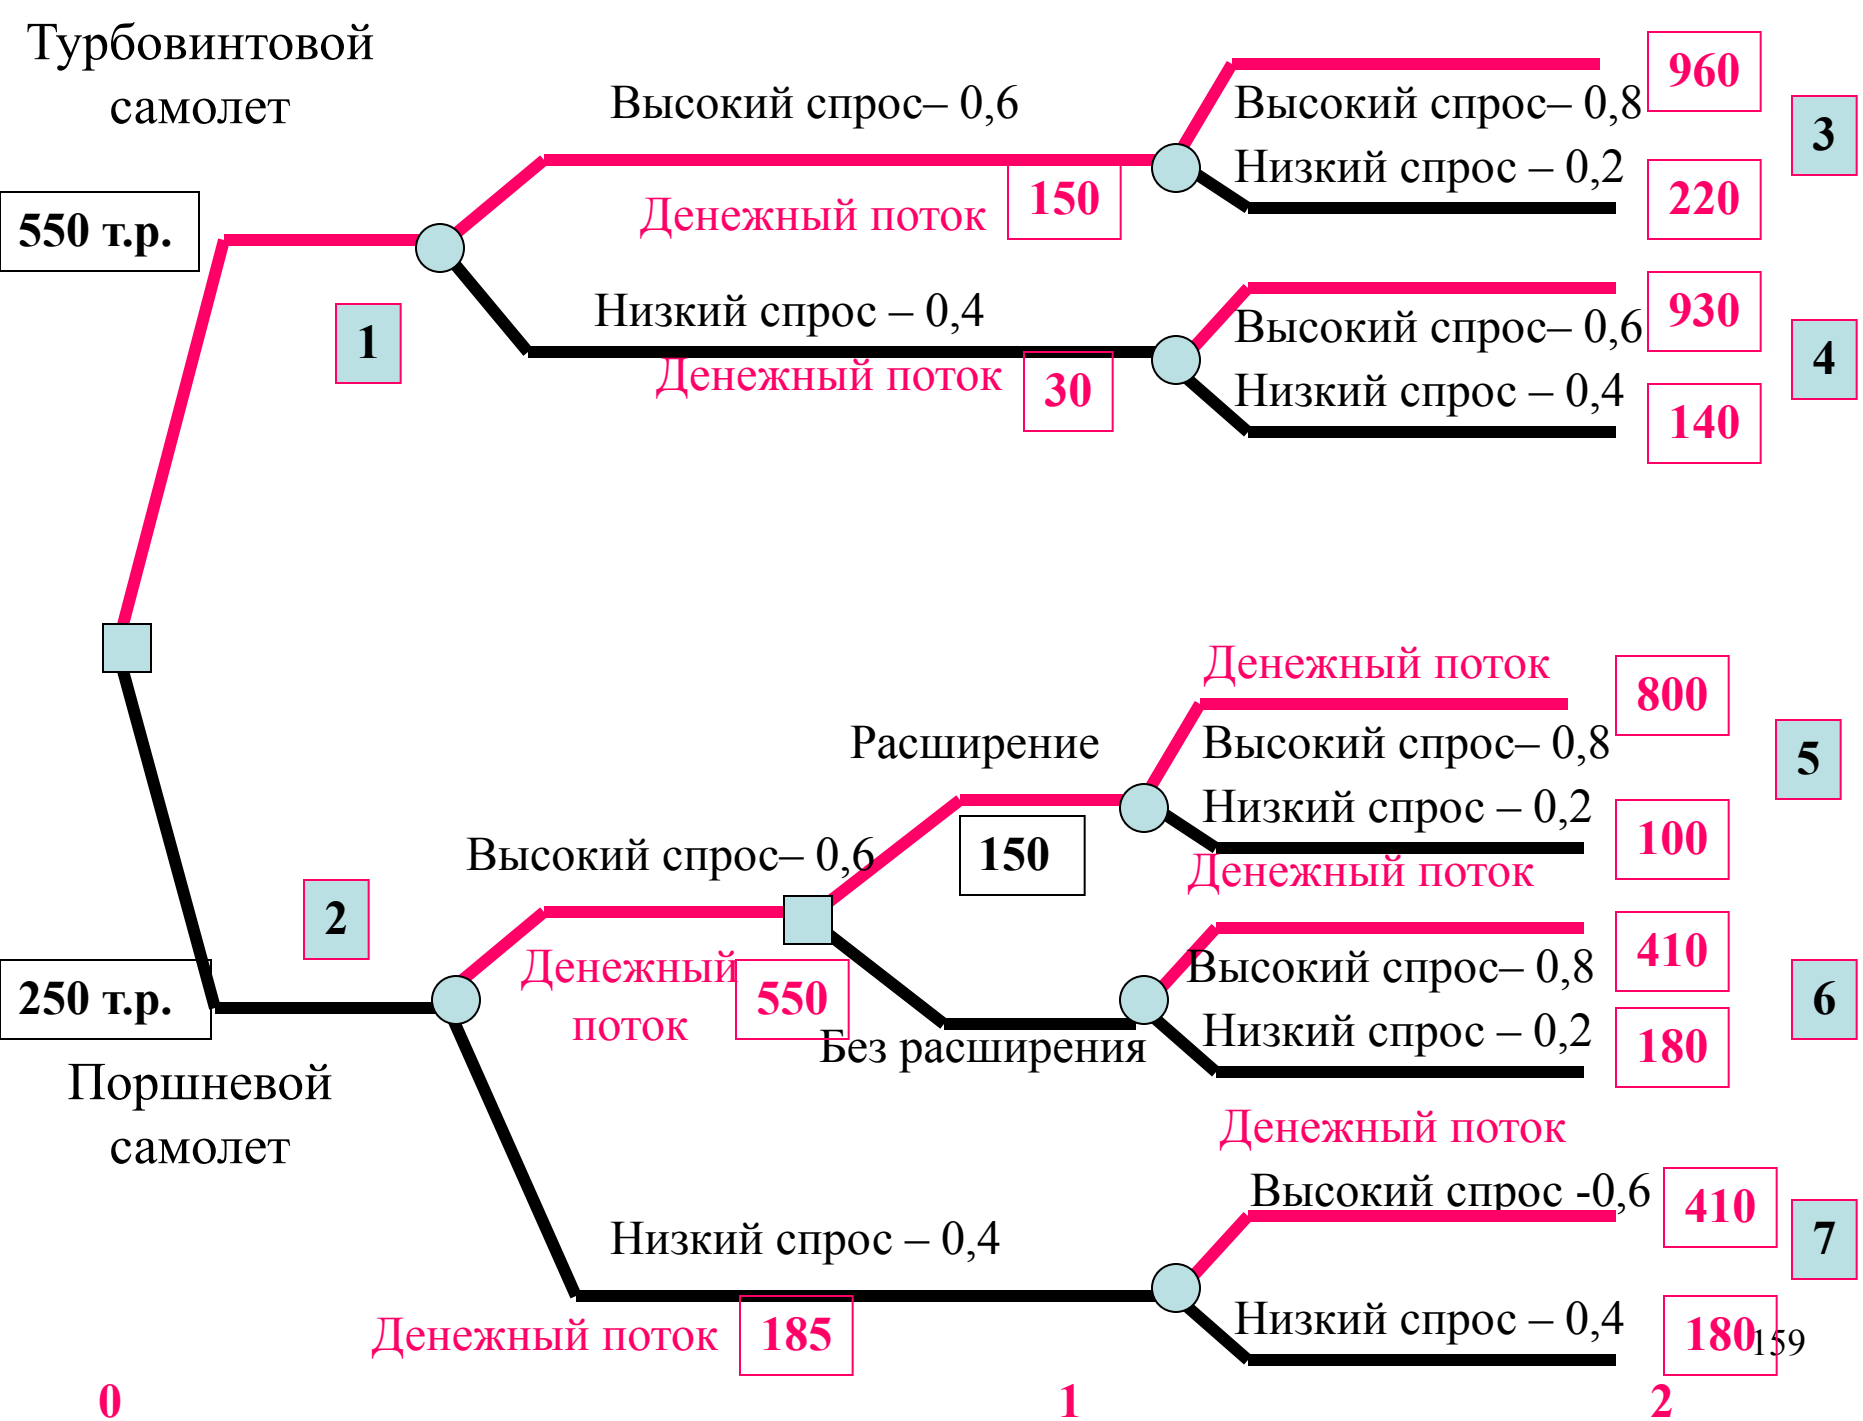 Турбовинтовой
самолет
550 т.р.
1
Высокий спрос– 0,6
Денежный поток
150
Низкий спрос – 0,4
Денежный поток
30
960
Высокий спрос– 0,8
Низкий спрос – 0,2
220
3
930
Высокий спрос– 0,6
Низкий спрос – 0,4
140
4
250 т.р.
Поршневой
самолет
2
Высокий спрос– 0,6
Денежный
поток
550
Расширение
150
Без расширения
Денежный поток
800
Высокий спрос– 0,8
Низкий спрос – 0,2
100
5
Денежный поток
410
Высокий спрос– 0,8
Низкий спрос – 0,2
180
6
Низкий спрос – 0,4
Денежный поток
185
Денежный поток
Высокий спрос -0,6
410
7
Низкий спрос – 0,4
180
159
0
1
2